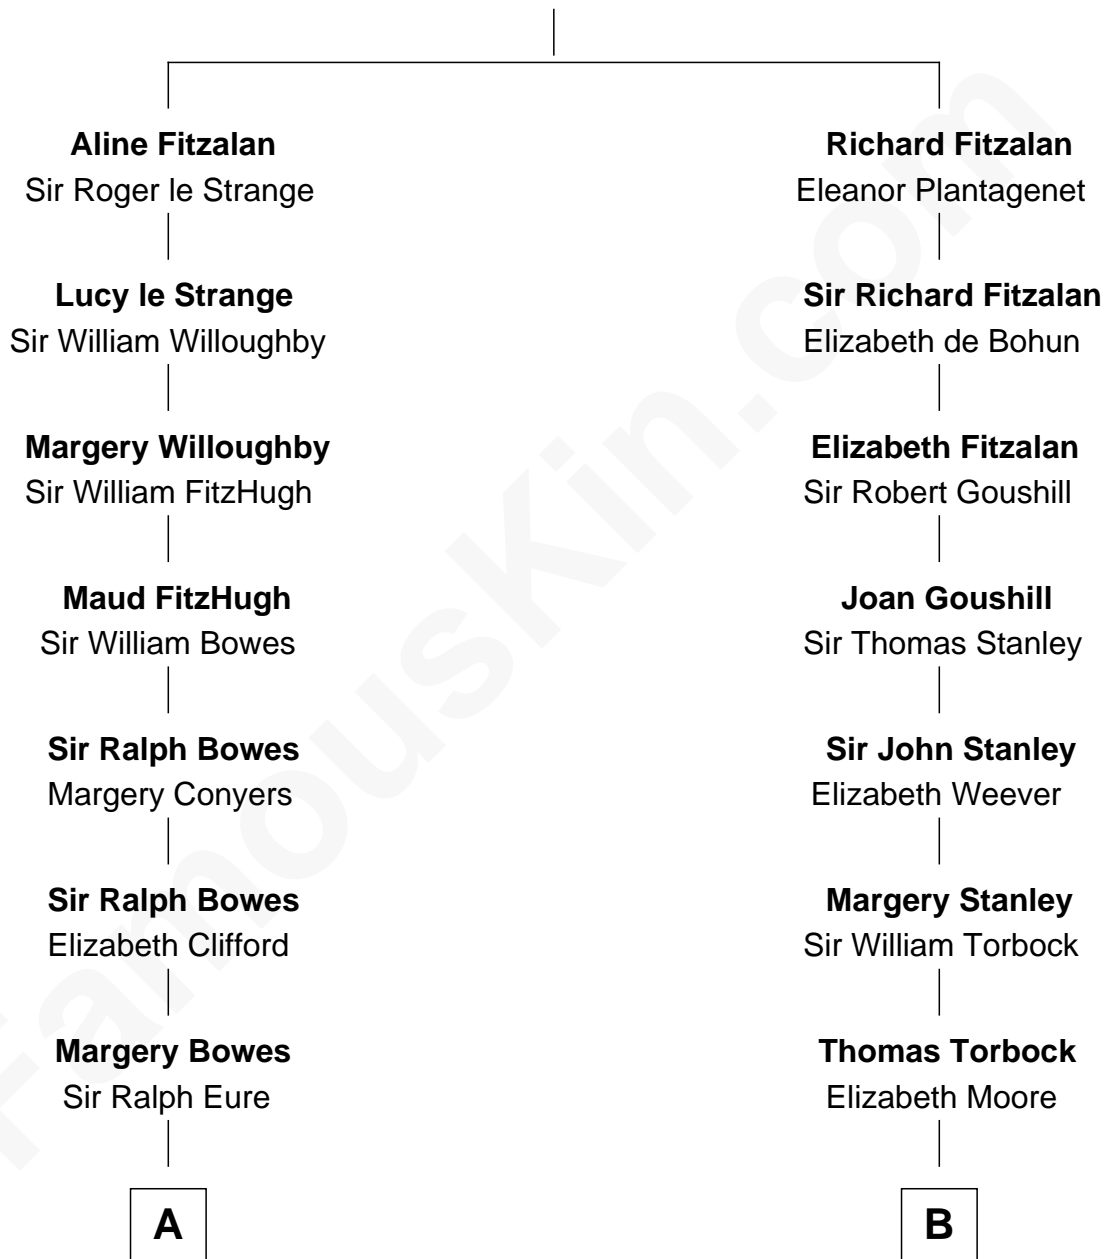 Aline Fitzalan
Sir Roger le Strange
Lucy le Strange
Sir William Willoughby
Margery Willoughby
Sir William FitzHugh
Maud FitzHugh
Sir William Bowes
Sir Ralph Bowes
Margery Conyers
Sir Ralph Bowes
Elizabeth Clifford
Margery Bowes
Sir Ralph Eure
A
Richard Fitzalan
Eleanor Plantagenet
Sir Richard Fitzalan
Elizabeth de Bohun
Elizabeth Fitzalan
Sir Robert Goushill
Joan Goushill
Sir Thomas Stanley
Sir John Stanley
Elizabeth Weever
Margery Stanley
Sir William Torbock
Thomas Torbock
Elizabeth Moore
B
FamousKin.com